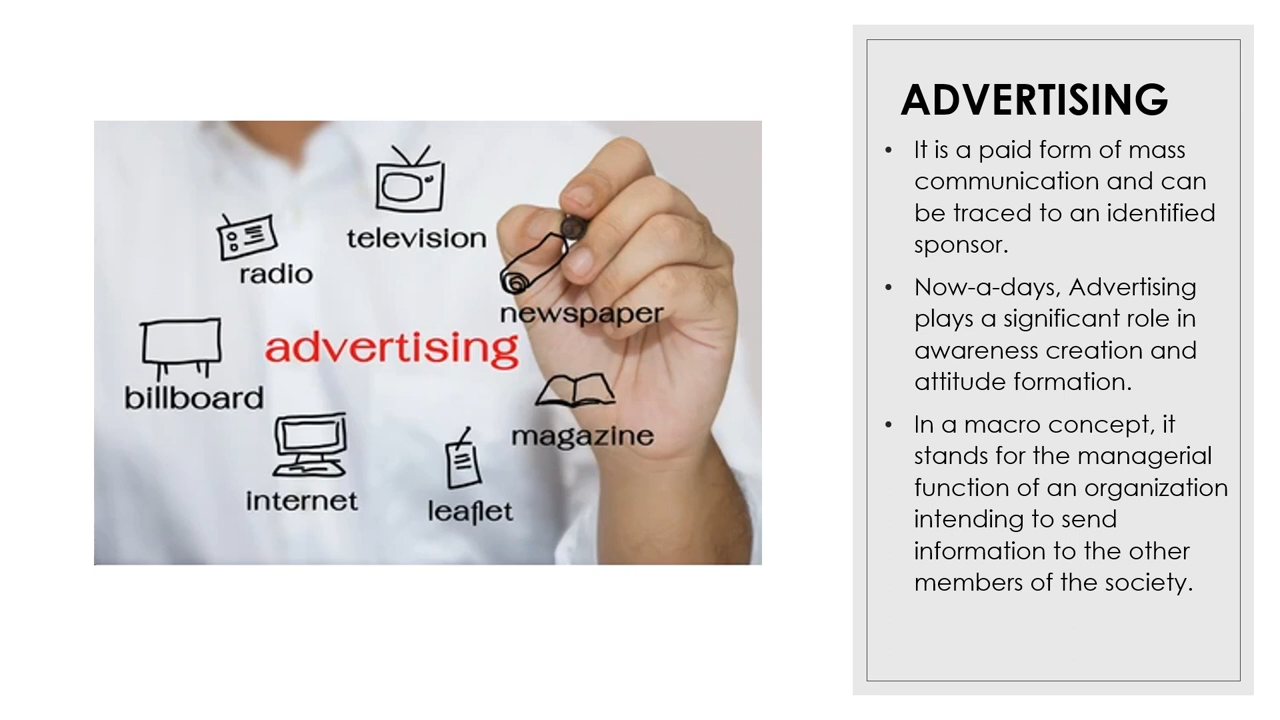 television
radio
newspaper
advertising
billboard
magazine
internet
leaflet
ADVERTISING
• It is a paid form of mass
communication and can
be traced to an identified
sponsor.
• Now-a-days, Advertising
plays a significant role in
awareness creation and
attitude formation.
• In a macro concept, it
stands for the managerial
function of an organization
intending to send
information to the other
members of the society.